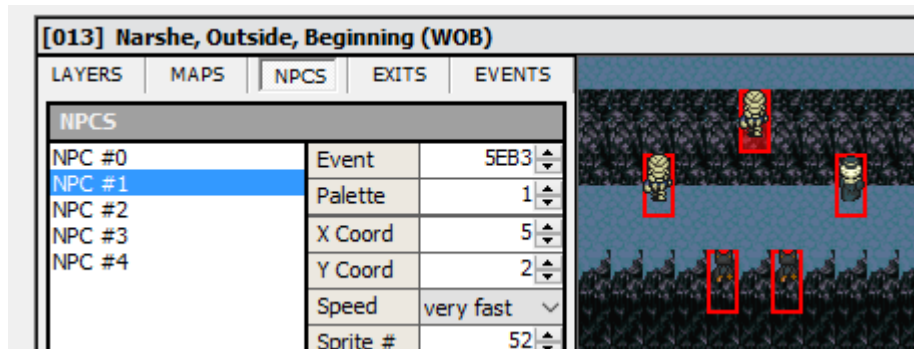 [013] Narshe, Outside, Beginning (WOB)
LAYERS MAPS NPCS EXITS EVENTS
NPCS
NPC #0
NPC #1
NPC #2
NPC #3
NPC #4
Event 5EB3
Palette 1
X Coord 5
Y Coord 2
Speed very fast
Sprite # 52